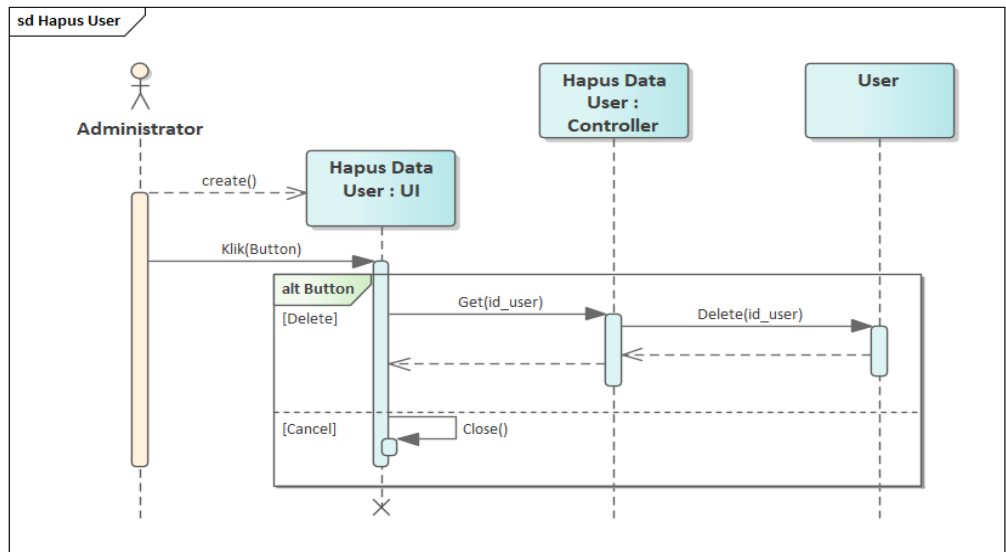 sd Hapus User
Administrator
Hapus Data
User :
Controller
User
Hapus Data
User : UI
create()
Klik(Button)
alt Button
[Delete]
Get(id_user)
Delete(id_user)
[Cancel]
Close()